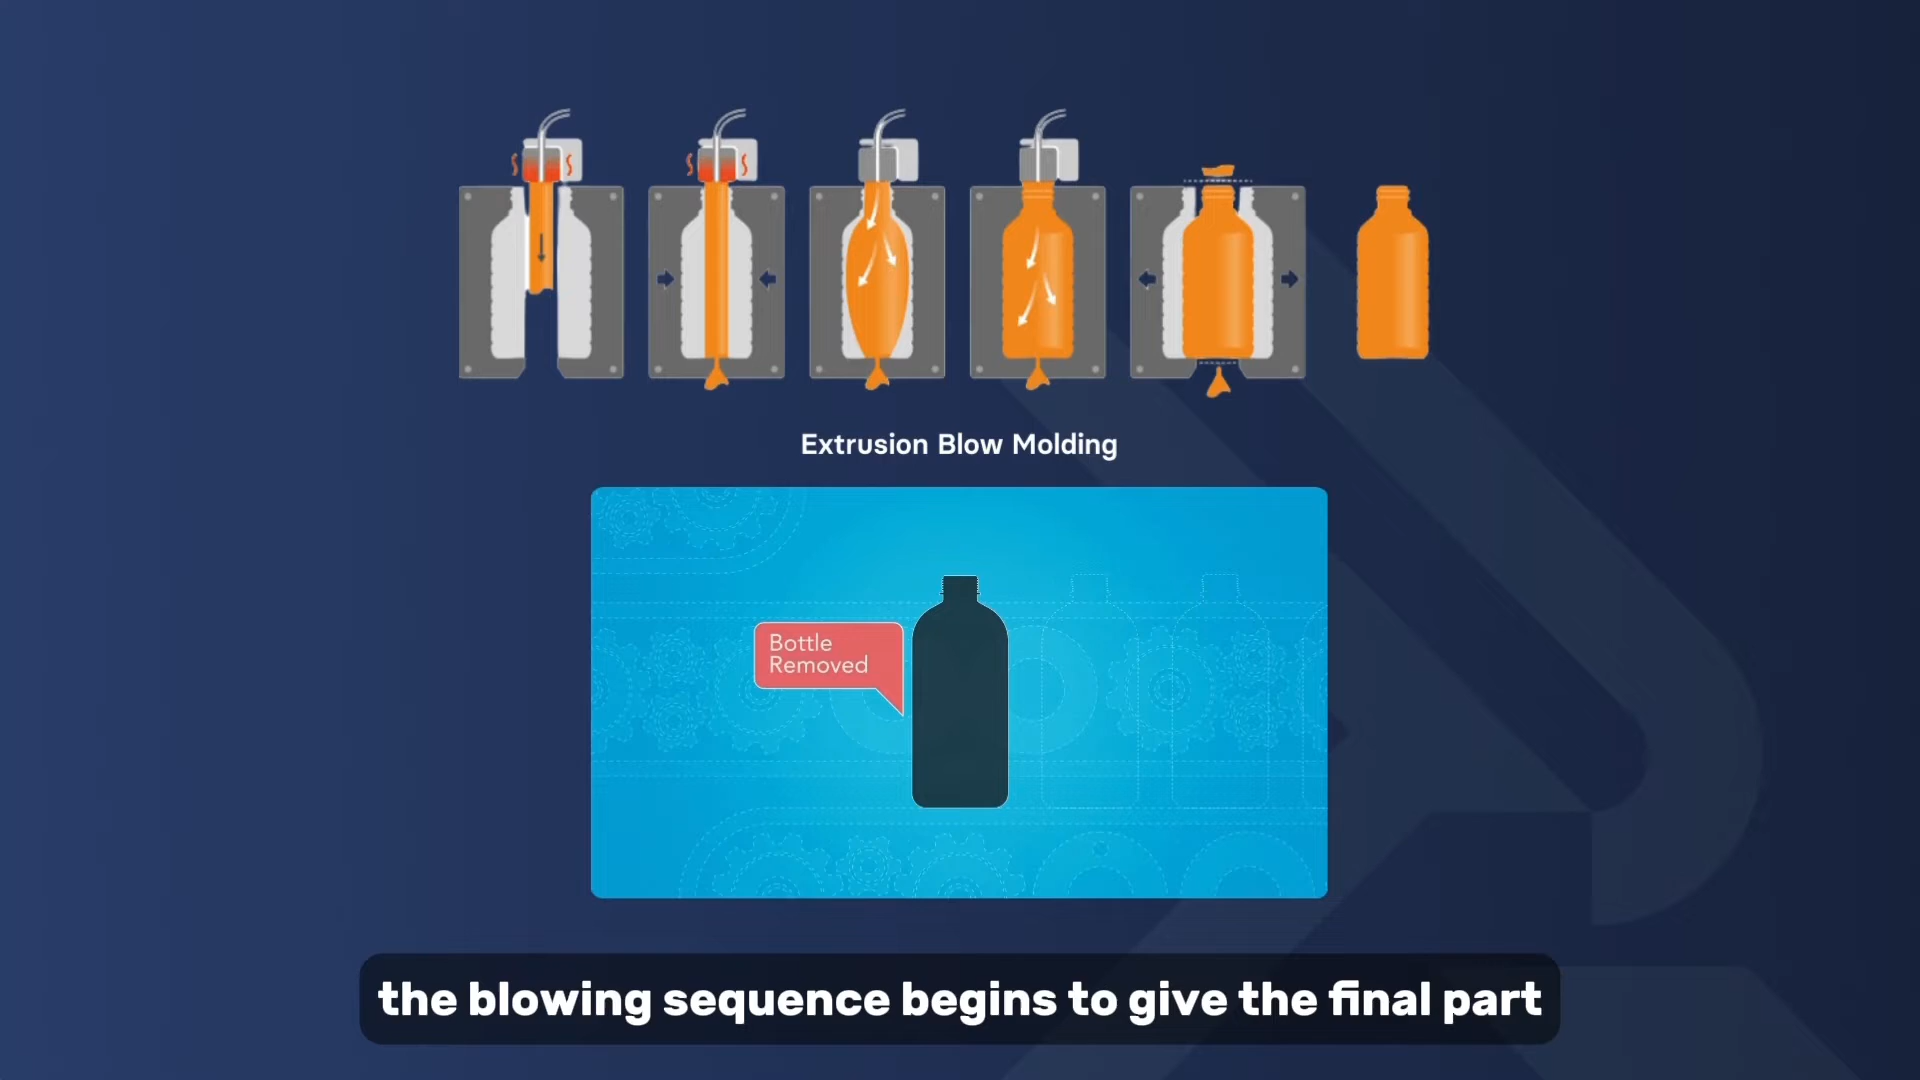 Extrusion Blow Molding
Bottle
Removed
the blowing sequence begins to give the final part